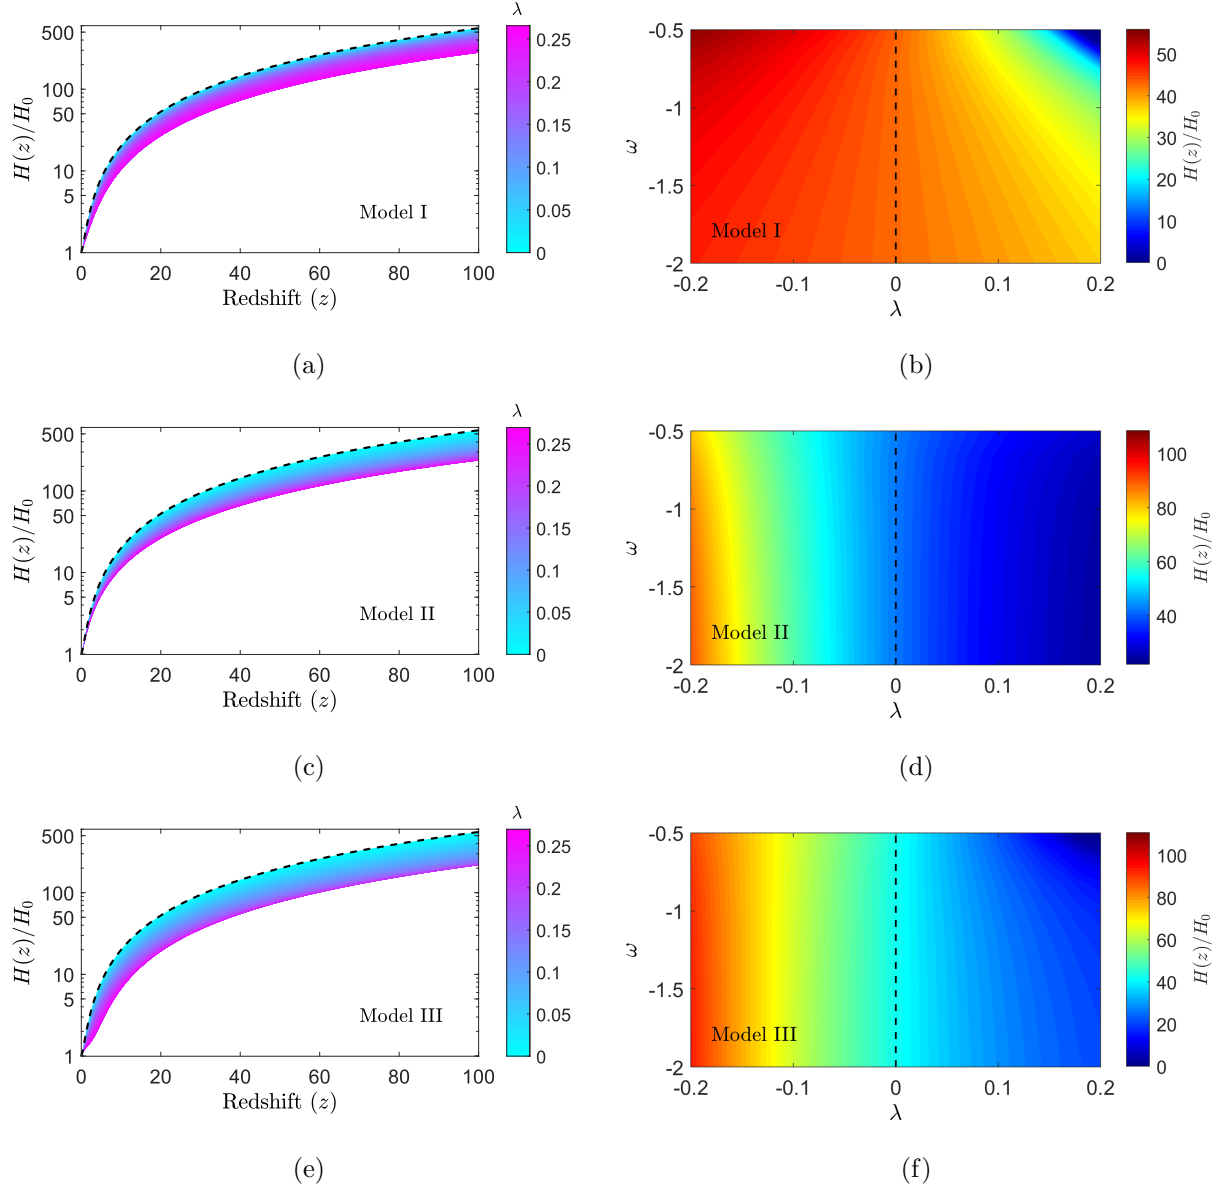 λ
500
100
50
10
5
1
H(z)/H₀
0 20 40 60 80 100
Redshift (z)
Model I
0.25
0.2
0.15
0.1
0.05
0
(a)
-0.5
-1
-1.5
-2
ω
-0.2 -0.1 0 0.1 0.2
λ
Model I
50
40
30
20
10
0
H(z)/H₀
(b)
λ
500
100
50
10
5
1
H(z)/H₀
0 20 40 60 80 100
Redshift (z)
Model II
0.25
0.2
0.15
0.1
0.05
0
(c)
-0.5
-1
-1.5
-2
ω
-0.2 -0.1 0 0.1 0.2
λ
Model II
100
80
60
40
H(z)/H₀
(d)
λ
500
100
50
10
5
1
H(z)/H₀
0 20 40 60 80 100
Redshift (z)
Model III
0.25
0.2
0.15
0.1
0.05
0
(e)
-0.5
-1
-1.5
-2
ω
-0.2 -0.1 0 0.1 0.2
λ
Model III
100
80
60
40
20
0
H(z)/H₀
(f)